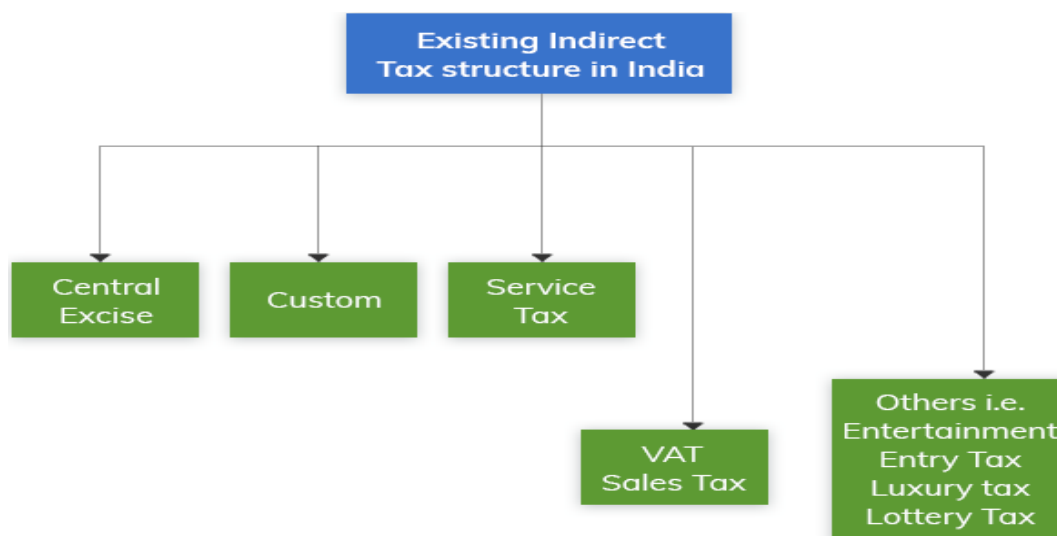 Existing Indirect
Tax structure in India
Central
Excise
Custom
Service
Tax
VAT
Sales Tax
Others i.e.
Entertainment
Entry Tax
Luxury tax
Lottery Tax